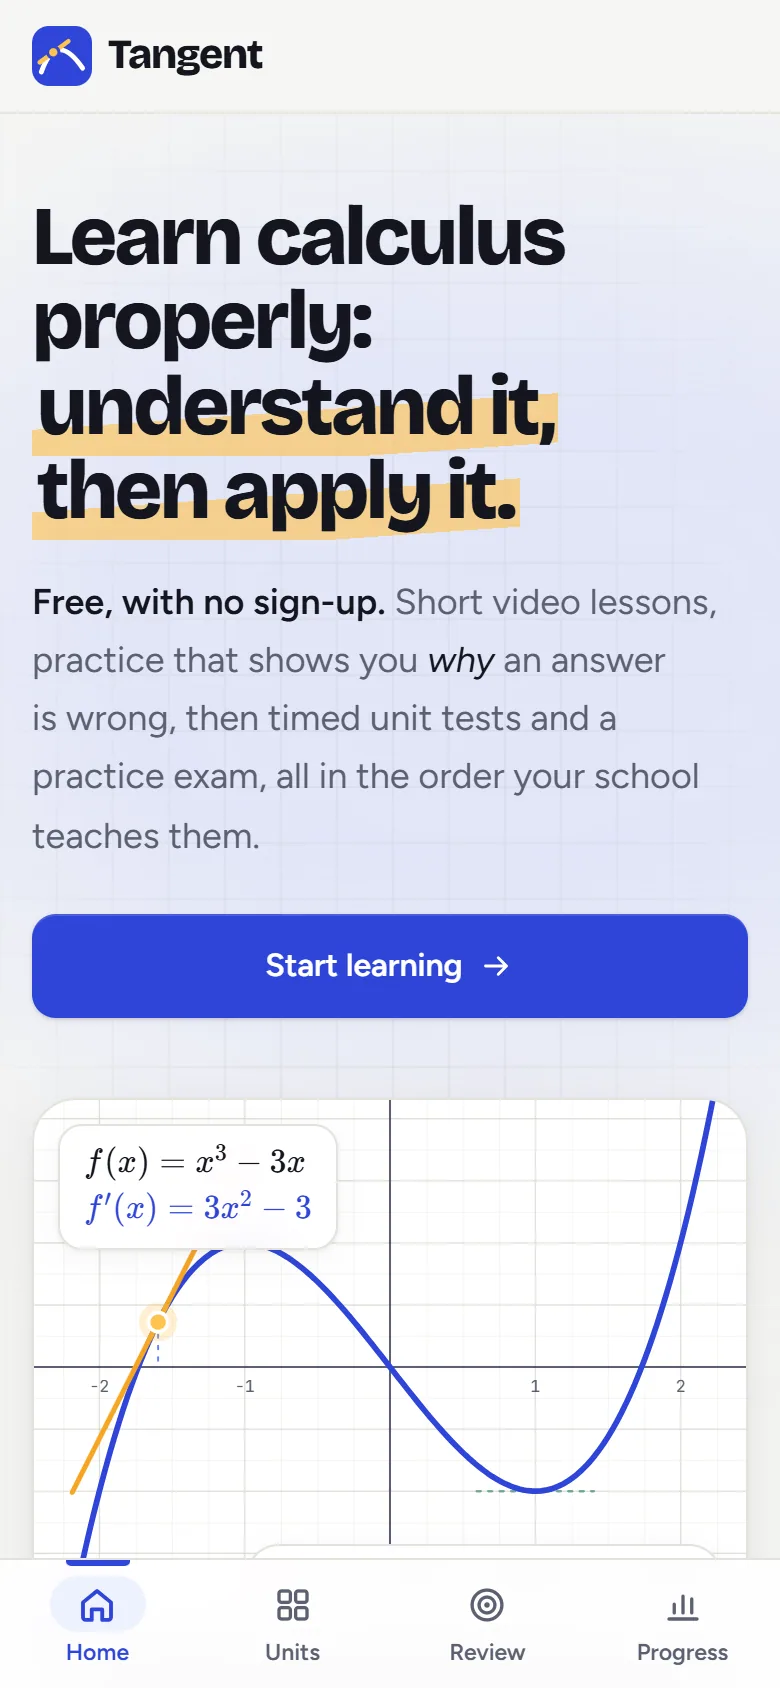 Tangent
Learn calculus
properly:
understand it,
then apply it.
Free, with no sign-up. Short video lessons,
practice that shows you why an answer
is wrong, then timed unit tests and a
practice exam, all in the order your school
teaches them.
Start learning →
f(x) = x³ − 3x
f′(x) = 3x² − 3
-2 -1 1 2
Home Units Review Progress